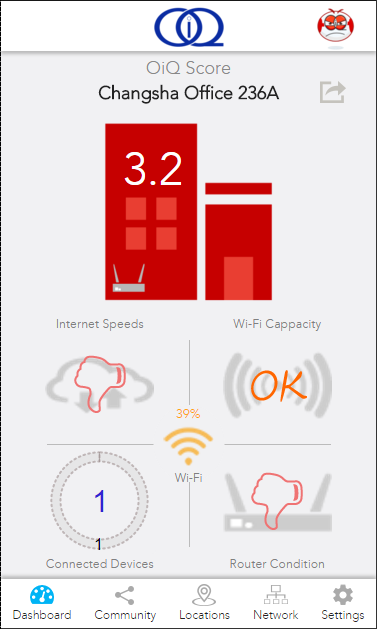 OiQ
OiQ Score
Changsha Office 236A
3.2
Internet Speeds
Wi-Fi Cappacity
OK
39%
Wi-Fi
1
1
Connected Devices
Router Condition
Dashboard
Community
Locations
Network
Settings